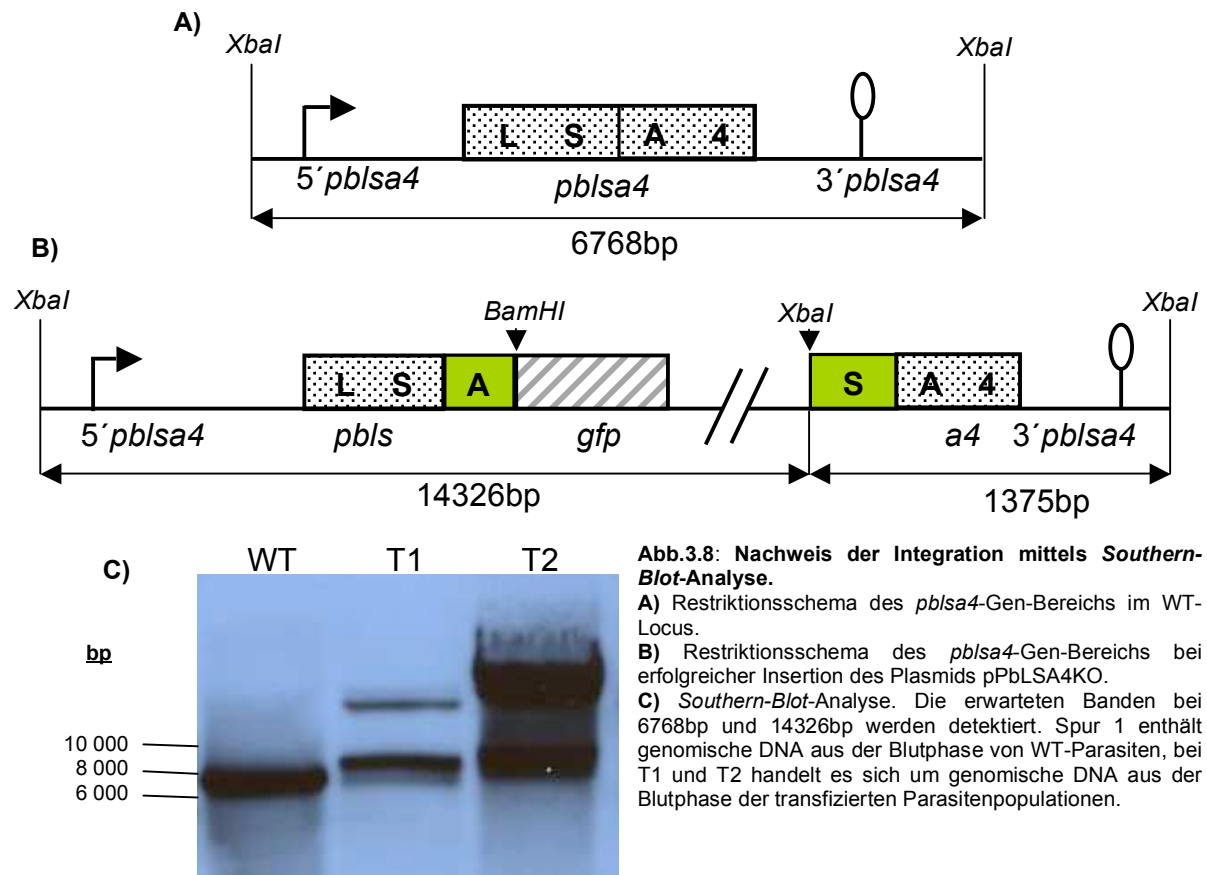 A)
XbaI XbaI
L S A 4
5´pblsa4 pblsa4 3´pblsa4
6768bp
B)
XbaI BamHI XbaI XbaI
L S A S A 4
5´pblsa4 pbls gfp a4 3´pblsa4
14326bp 1375bp
C) WT T1 T2
bp
10 000
8 000
6 000
Abb.3.8: Nachweis der Integration mittels Southern-
Blot-Analyse.
A) Restriktionsschema des pblsa4-Gen-Bereichs im WT-
Locus.
B) Restriktionsschema des pblsa4-Gen-Bereichs bei
erfolgreicher Insertion des Plasmids pPbLSA4KO.
C) Southern-Blot-Analyse. Die erwarteten Banden bei
6768bp und 14326bp werden detektiert. Spur 1 enthält
genomische DNA aus der Blutphase von WT-Parasiten, bei
T1 und T2 handelt es sich um genomische DNA aus der
Blutphase der transfizierten Parasitenpopulationen.